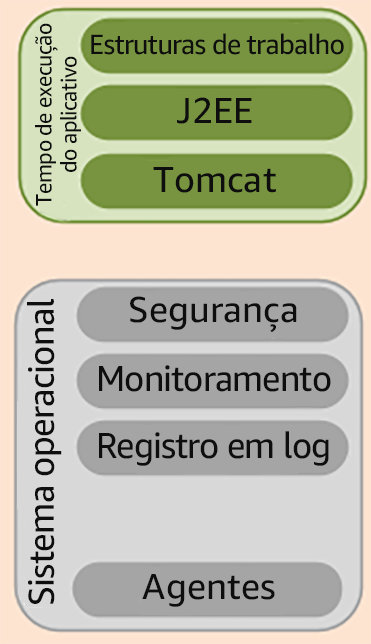 Tempo de execução
do aplicativo
Estruturas de trabalho
J2EE
Tomcat
Sistema operacional
Segurança
Monitoramento
Registro em log
Agentes